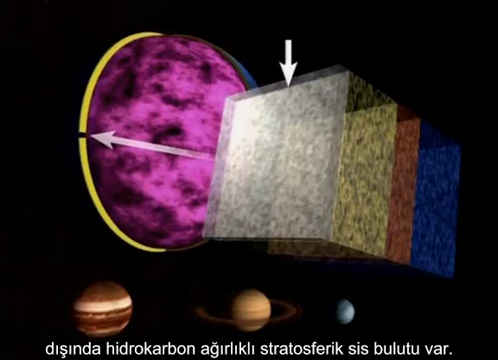 dışında hidrokarbon ağırlıklı stratosferik sis bulutu var.